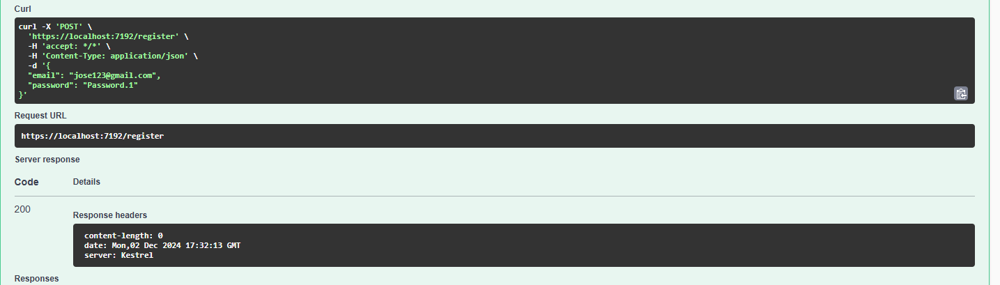 Curl
curl -X 'POST' \
  'https://localhost:7192/register' \
  -H 'accept: */*' \
  -H 'Content-Type: application/json' \
  -d '{
  "email": "jose123@gmail.com",
  "password": "Password.1"
}'
Request URL
https://localhost:7192/register
Server response
Code Details
200
Response headers
content-length: 0
date: Mon,02 Dec 2024 17:32:13 GMT
server: Kestrel
Responses